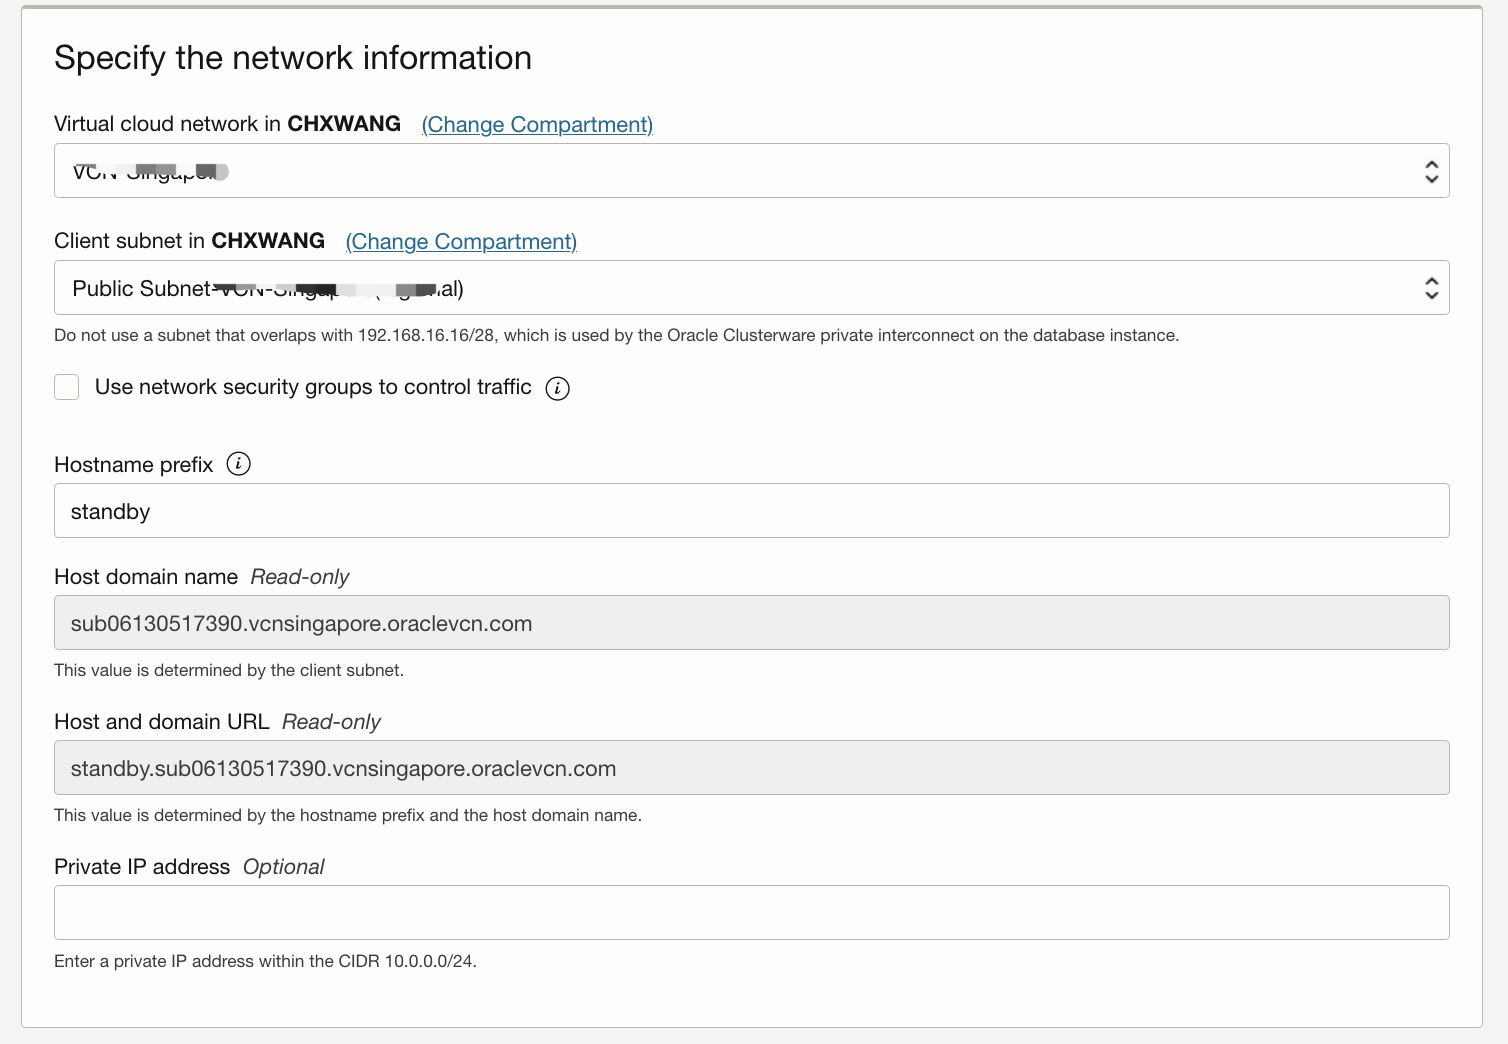 Specify the network information
Virtual cloud network in CHXWANG (Change Compartment)
Client subnet in CHXWANG (Change Compartment)
Public Subnet-
Do not use a subnet that overlaps with 192.168.16.16/28, which is used by the Oracle Clusterware private interconnect on the database instance.
Use network security groups to control traffic i
Hostname prefix i
standby
Host domain name Read-only
sub06130517390.vcnsingapore.oraclevcn.com
This value is determined by the client subnet.
Host and domain URL Read-only
standby.sub06130517390.vcnsingapore.oraclevcn.com
This value is determined by the hostname prefix and the host domain name.
Private IP address Optional
Enter a private IP address within the CIDR 10.0.0.0/24.